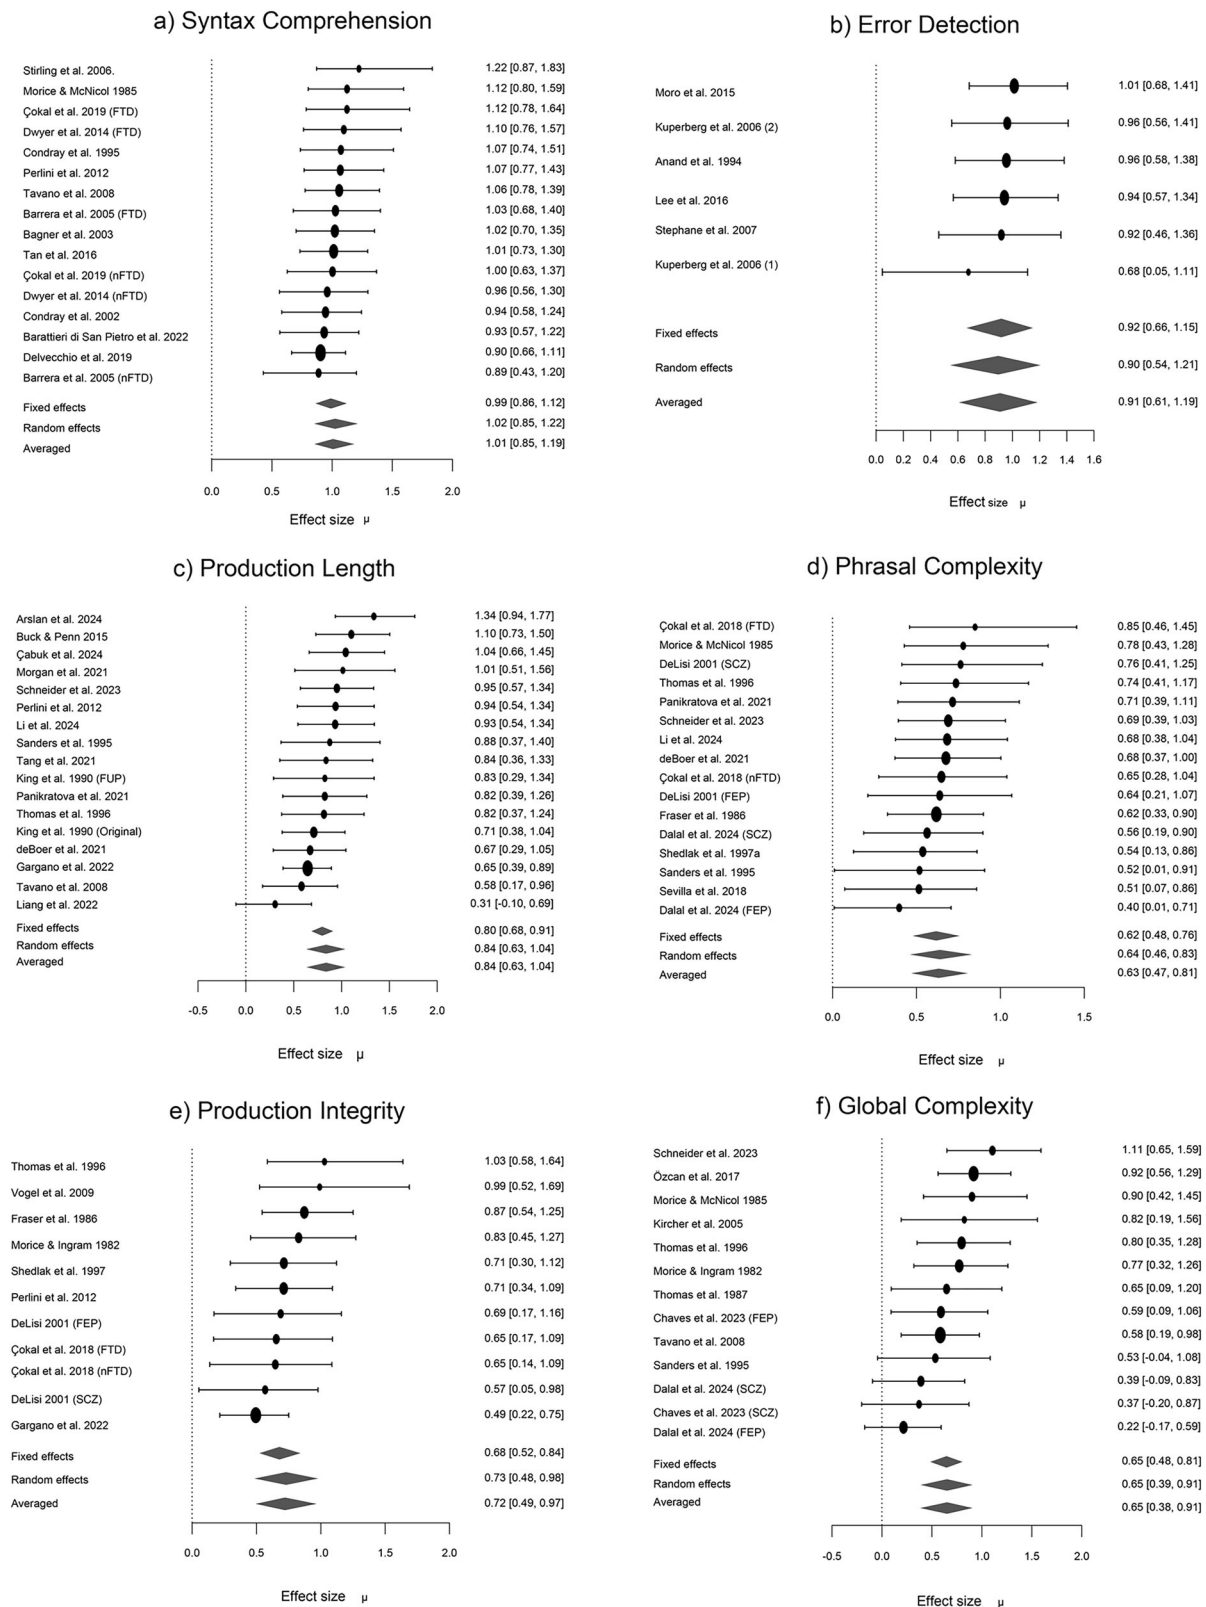 a) Syntax Comprehension
Stirling et al. 2006. 1.22 [0.87, 1.83]
Morice & McNicol 1985 1.12 [0.80, 1.59]
Çokal et al. 2019 (FTD) 1.12 [0.78, 1.64]
Dwyer et al. 2014 (FTD) 1.10 [0.76, 1.57]
Condray et al. 1995 1.07 [0.74, 1.51]
Perlini et al. 2012 1.07 [0.77, 1.43]
Tavano et al. 2008 1.06 [0.78, 1.39]
Barrera et al. 2005 (FTD) 1.03 [0.68, 1.40]
Bagner et al. 2003 1.02 [0.70, 1.35]
Tan et al. 2016 1.01 [0.73, 1.30]
Çokal et al. 2019 (nFTD) 1.00 [0.63, 1.37]
Dwyer et al. 2014 (nFTD) 0.96 [0.56, 1.30]
Condray et al. 2002 0.94 [0.58, 1.24]
Barattieri di San Pietro et al. 2022 0.93 [0.57, 1.22]
Delvecchio et al. 2019 0.90 [0.66, 1.11]
Barrera et al. 2005 (nFTD) 0.89 [0.43, 1.20]
Fixed effects 0.99 [0.86, 1.12]
Random effects 1.02 [0.85, 1.22]
Averaged 1.01 [0.85, 1.19]
0.0 0.5 1.0 1.5 2.0
Effect size μ
b) Error Detection
Moro et al. 2015 1.01 [0.68, 1.41]
Kuperberg et al. 2006 (2) 0.96 [0.56, 1.41]
Anand et al. 1994 0.96 [0.58, 1.38]
Lee et al. 2016 0.94 [0.57, 1.34]
Stephane et al. 2007 0.92 [0.46, 1.36]
Kuperberg et al. 2006 (1) 0.68 [0.05, 1.11]
Fixed effects 0.92 [0.66, 1.15]
Random effects 0.90 [0.54, 1.21]
Averaged 0.91 [0.61, 1.19]
0.0 0.2 0.4 0.6 0.8 1.0 1.2 1.4 1.6
Effect size μ
c) Production Length
Arslan et al. 2024 1.34 [0.94, 1.77]
Buck & Penn 2015 1.10 [0.73, 1.50]
Çabuk et al. 2024 1.04 [0.66, 1.45]
Morgan et al. 2021 1.01 [0.51, 1.56]
Schneider et al. 2023 0.95 [0.57, 1.34]
Perlini et al. 2012 0.94 [0.54, 1.34]
Li et al. 2024 0.93 [0.54, 1.34]
Sanders et al. 1995 0.88 [0.37, 1.40]
Tang et al. 2021 0.84 [0.36, 1.33]
King et al. 1990 (FUP) 0.83 [0.29, 1.34]
Panikratova et al. 2021 0.82 [0.39, 1.26]
Thomas et al. 1996 0.82 [0.37, 1.24]
King et al. 1990 (Original) 0.71 [0.38, 1.04]
deBoer et al. 2021 0.67 [0.29, 1.05]
Gargano et al. 2022 0.65 [0.39, 0.89]
Tavano et al. 2008 0.58 [0.17, 0.96]
Liang et al. 2022 0.31 [-0.10, 0.69]
Fixed effects 0.80 [0.68, 0.91]
Random effects 0.84 [0.63, 1.04]
Averaged 0.84 [0.63, 1.04]
-0.5 0.0 0.5 1.0 1.5 2.0
Effect size μ
d) Phrasal Complexity
Çokal et al. 2018 (FTD) 0.85 [0.46, 1.45]
Morice & McNicol 1985 0.78 [0.43, 1.28]
DeLisi 2001 (SCZ) 0.76 [0.41, 1.25]
Thomas et al. 1996 0.74 [0.41, 1.17]
Panikratova et al. 2021 0.71 [0.39, 1.11]
Schneider et al. 2023 0.69 [0.39, 1.03]
Li et al. 2024 0.68 [0.38, 1.04]
deBoer et al. 2021 0.68 [0.37, 1.00]
Çokal et al. 2018 (nFTD) 0.65 [0.28, 1.04]
DeLisi 2001 (FEP) 0.64 [0.21, 1.07]
Fraser et al. 1986 0.62 [0.33, 0.90]
Dalal et al. 2024 (SCZ) 0.56 [0.19, 0.90]
Shedlak et al. 1997a 0.54 [0.13, 0.86]
Sanders et al. 1995 0.52 [0.01, 0.91]
Sevilla et al. 2018 0.51 [0.07, 0.86]
Dalal et al. 2024 (FEP) 0.40 [0.01, 0.71]
Fixed effects 0.62 [0.48, 0.76]
Random effects 0.64 [0.46, 0.83]
Averaged 0.63 [0.47, 0.81]
0.0 0.5 1.0 1.5
Effect size μ
e) Production Integrity
Thomas et al. 1996 1.03 [0.58, 1.64]
Vogel et al. 2009 0.99 [0.52, 1.69]
Fraser et al. 1986 0.87 [0.54, 1.25]
Morice & Ingram 1982 0.83 [0.45, 1.27]
Shedlak et al. 1997 0.71 [0.30, 1.12]
Perlini et al. 2012 0.71 [0.34, 1.09]
DeLisi 2001 (FEP) 0.69 [0.17, 1.16]
Çokal et al. 2018 (FTD) 0.65 [0.17, 1.09]
Çokal et al. 2018 (nFTD) 0.65 [0.14, 1.09]
DeLisi 2001 (SCZ) 0.57 [0.05, 0.98]
Gargano et al. 2022 0.49 [0.22, 0.75]
Fixed effects 0.68 [0.52, 0.84]
Random effects 0.73 [0.48, 0.98]
Averaged 0.72 [0.49, 0.97]
0.0 0.5 1.0 1.5 2.0
Effect size μ
f) Global Complexity
Schneider et al. 2023 1.11 [0.65, 1.59]
Özcan et al. 2017 0.92 [0.56, 1.29]
Morice & McNicol 1985 0.90 [0.42, 1.45]
Kircher et al. 2005 0.82 [0.19, 1.56]
Thomas et al. 1996 0.80 [0.35, 1.28]
Morice & Ingram 1982 0.77 [0.32, 1.26]
Thomas et al. 1987 0.65 [0.09, 1.20]
Chaves et al. 2023 (FEP) 0.59 [0.09, 1.06]
Tavano et al. 2008 0.58 [0.19, 0.98]
Sanders et al. 1995 0.53 [-0.04, 1.08]
Dalal et al. 2024 (SCZ) 0.39 [-0.09, 0.83]
Chaves et al. 2023 (SCZ) 0.37 [-0.20, 0.87]
Dalal et al. 2024 (FEP) 0.22 [-0.17, 0.59]
Fixed effects 0.65 [0.48, 0.81]
Random effects 0.65 [0.39, 0.91]
Averaged 0.65 [0.38, 0.91]
-0.5 0.0 0.5 1.0 1.5 2.0
Effect size μ